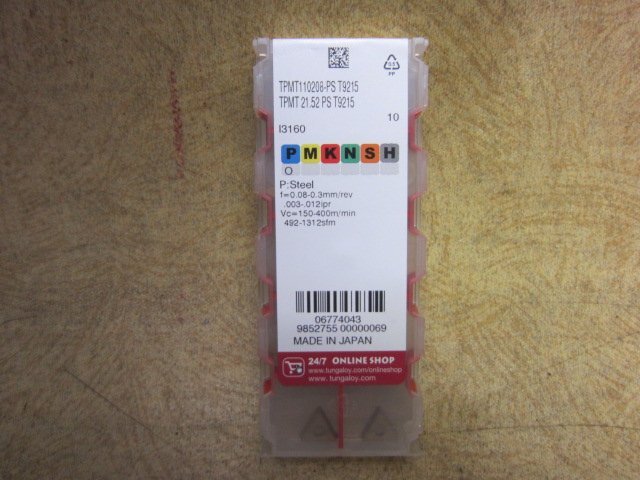 TPMT110208-PS T9215
TPMT 21.52 PS T9215
I3160
10
P M K N S H
O
P:Steel
f=0.08-0.3mm/rev
.003-.012ipr
Vc=150-400m/min
492-1312sfm
06774043
9852755 00000069
MADE IN JAPAN
24/7 ONLINE SHOP
www.tungaloy.com/onlineshop
www.tungaloy.com
PP